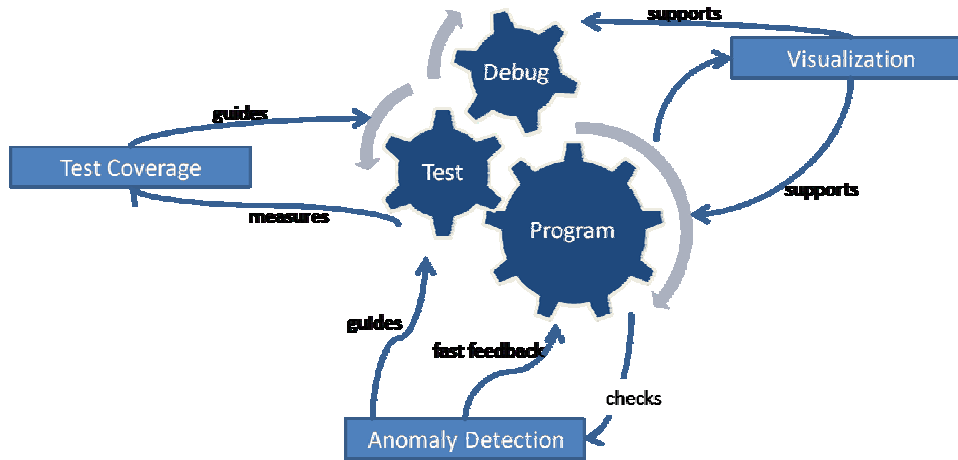 supports
Visualization
Debug
guides
Test Coverage
Test
supports
measures
Program
guides
fast feedback
checks
Anomaly Detection